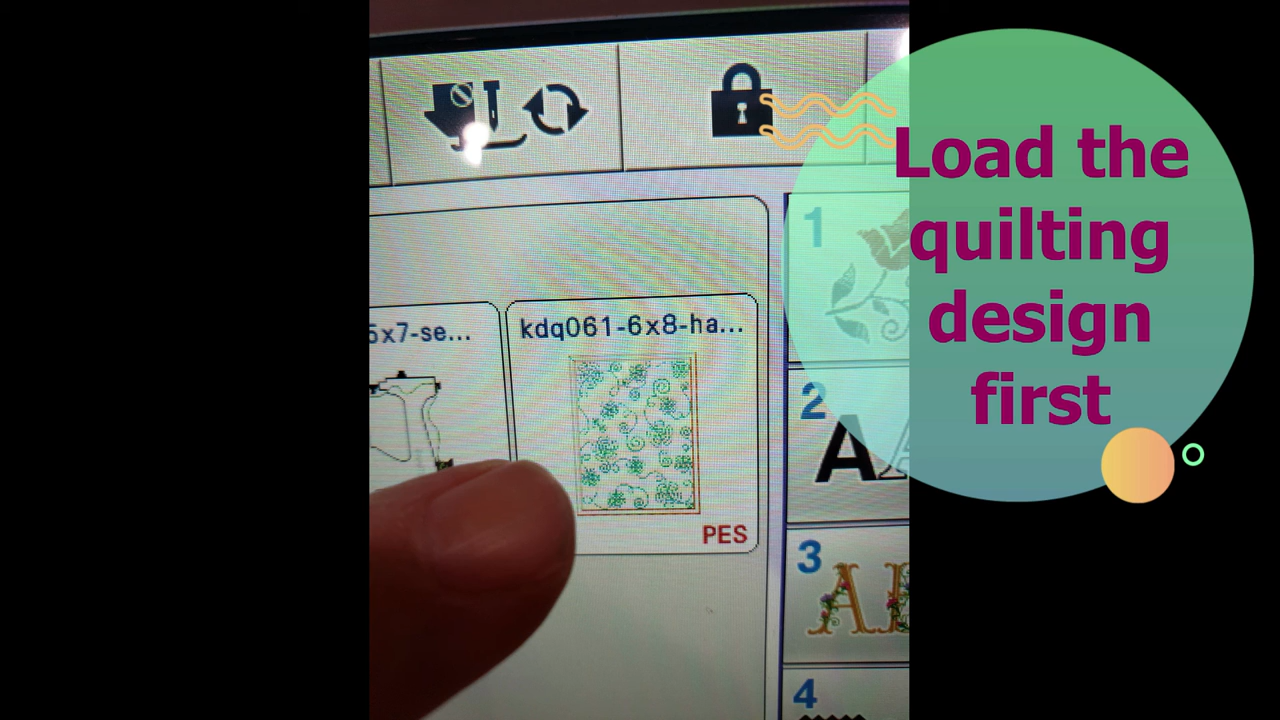 Load the
quilting
design
first
1
5x7-se...
kdq061-6x8-ha...
PES
2
A
3
A
4